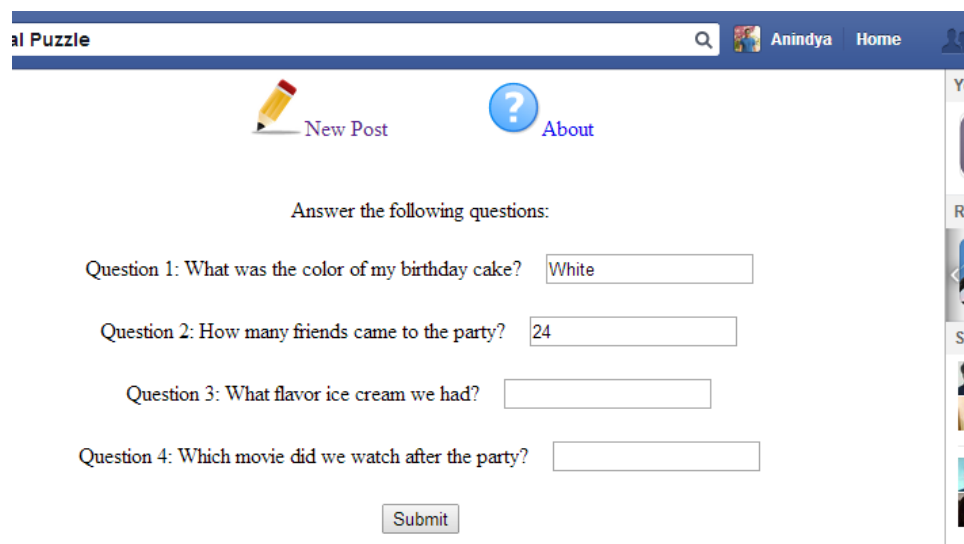 al Puzzle
Anindya Home
New Post About
Answer the following questions:
Question 1: What was the color of my birthday cake? White
Question 2: How many friends came to the party? 24
Question 3: What flavor ice cream we had?
Question 4: Which movie did we watch after the party?
Submit